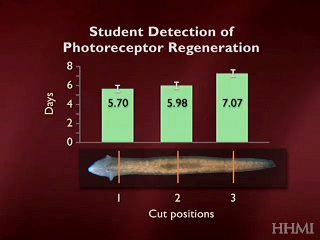 Student Detection of
Photoreceptor Regeneration
Days
8
6
4
2
0
5.70
5.98
7.07
1
2
3
Cut positions
HHMI